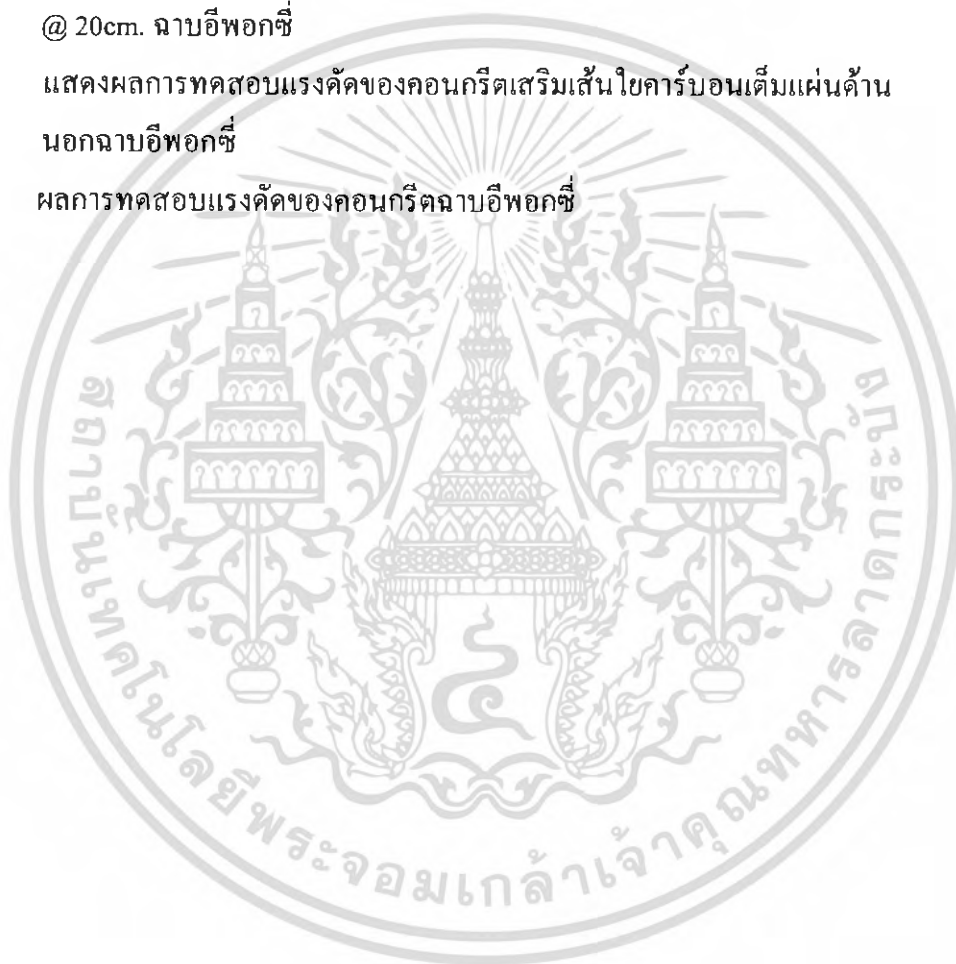 @ 20cm. ฉาบอีพอกซี่
แสดงผลการทดสอบแรงดัดของคอนกรีตเสริมเส้นใยคาร์บอนเต็มแผ่นด้าน
นอกฉาบอีพอกซี่
ผลการทดสอบแรงดัดของคอนกรีตฉาบอีพอกซี่
สถาบันเทคโนโลยีพระจอมเกล้าเจ้าคุณทหารลาดกระบัง